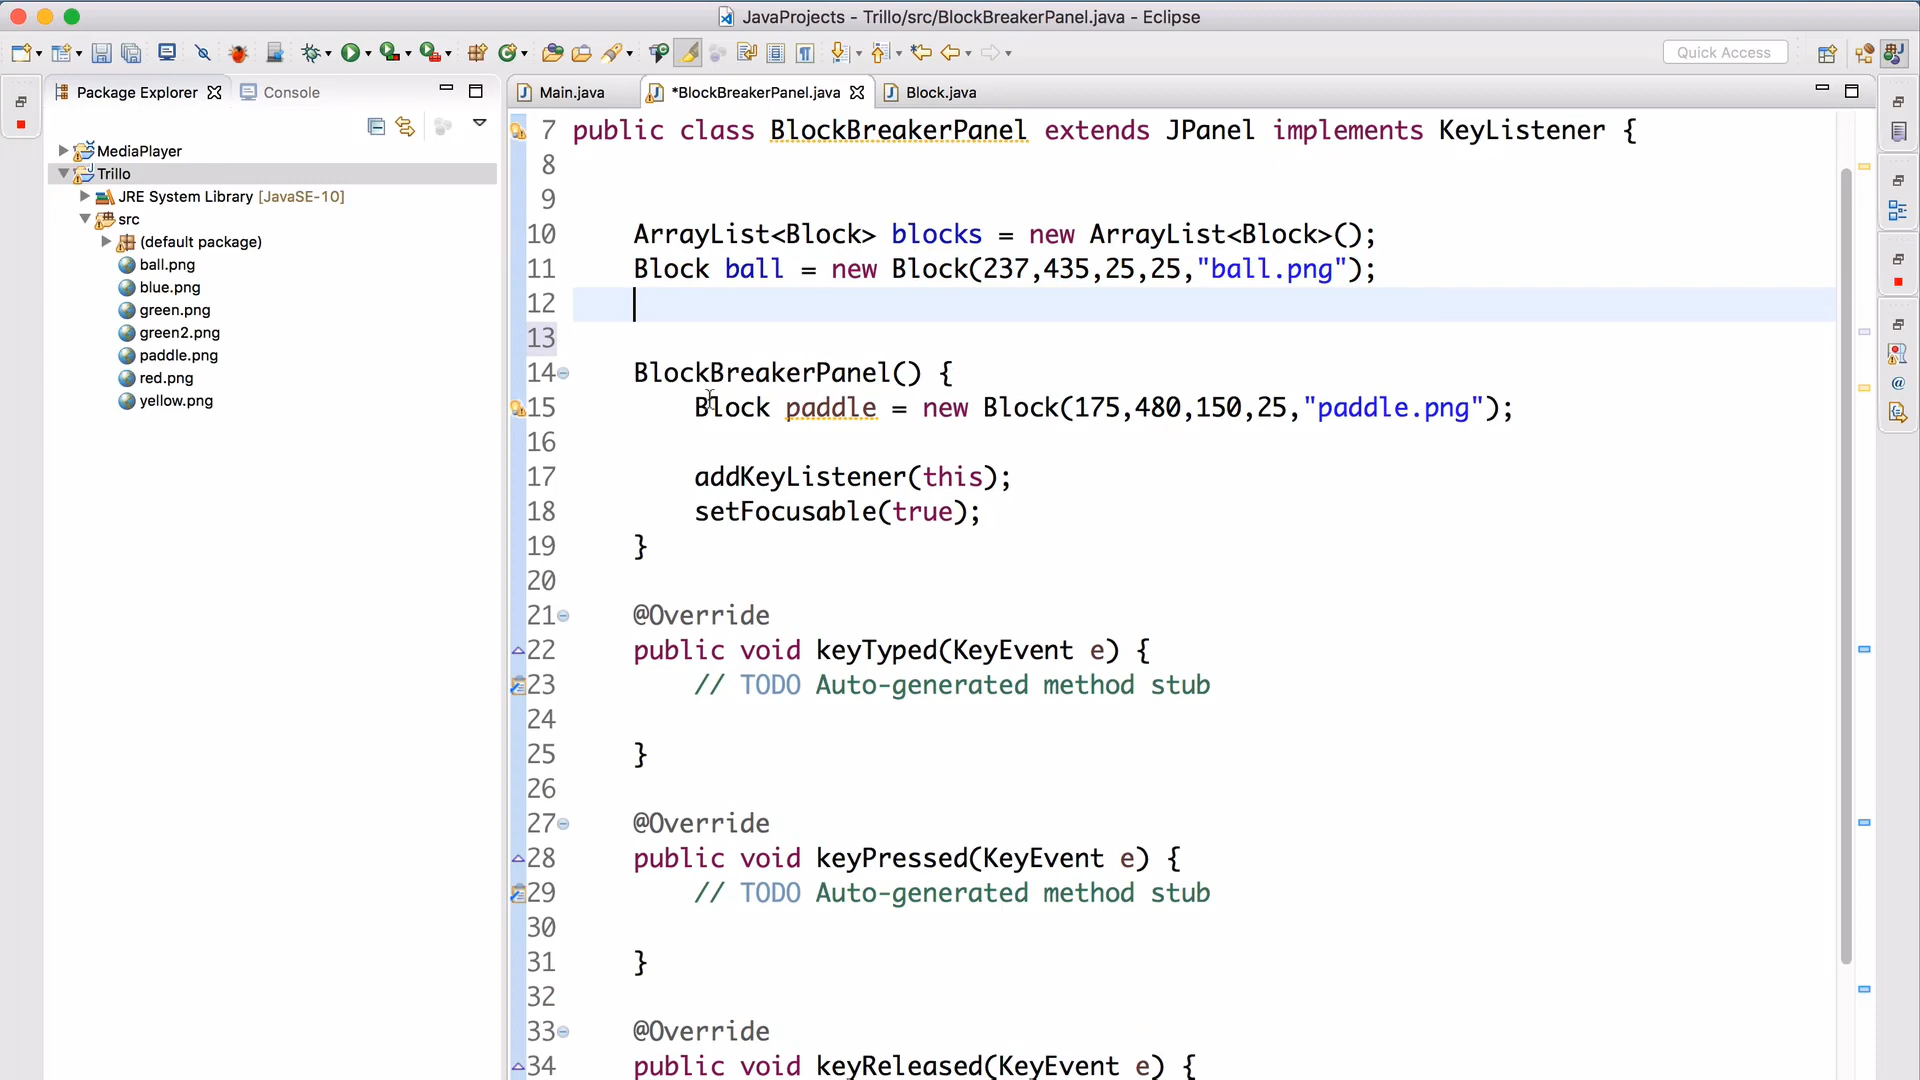 JavaProjects - Trillo/src/BlockBreakerPanel.java - Eclipse
Quick Access
Package Explorer
Console
Main.java
*BlockBreakerPanel.java
Block.java
MediaPlayer
Trillo
JRE System Library [JavaSE-10]
src
(default package)
ball.png
blue.png
green.png
green2.png
paddle.png
red.png
yellow.png
7 public class BlockBreakerPanel extends JPanel implements KeyListener {
8
9
10 ArrayList<Block> blocks = new ArrayList<Block>();
11 Block ball = new Block(237,435,25,25,"ball.png");
12
13
14 BlockBreakerPanel() {
15 Block paddle = new Block(175,480,150,25,"paddle.png");
16
17 addKeyListener(this);
18 setFocusable(true);
19 }
20
21 @Override
22 public void keyTyped(KeyEvent e) {
23 // TODO Auto-generated method stub
24
25 }
26
27 @Override
28 public void keyPressed(KeyEvent e) {
29 // TODO Auto-generated method stub
30
31 }
32
33 @Override
34 public void keyReleased(KeyEvent e) {